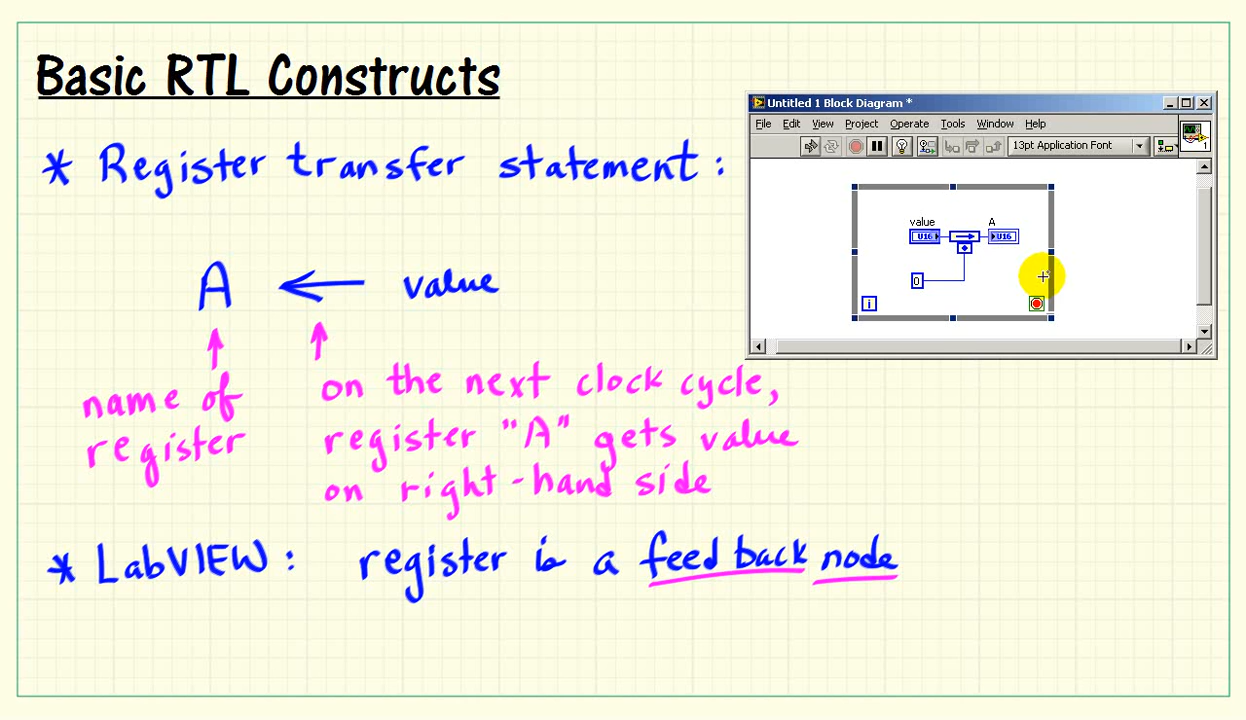 Basic RTL Constructs
* Register transfer statement:
A ← value
name of register
on the next clock cycle,
register "A" gets value
on right-hand side
* LabVIEW: register is a feedback node
Untitled 1 Block Diagram *
File Edit View Project Operate Tools Window Help
13pt Application Font
1
value A
U16 U16
0
i